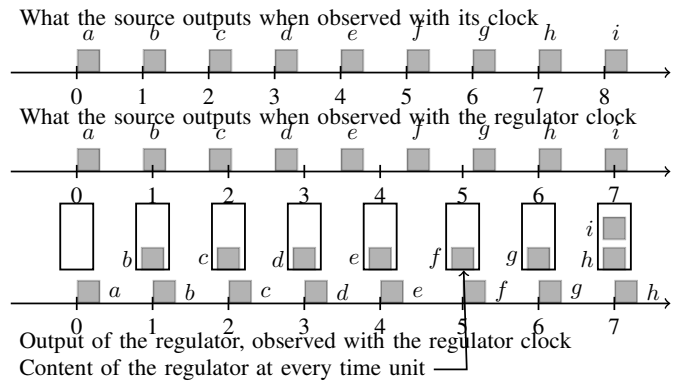 What the source outputs when observed with its clock
a b c d e f g h i
0 1 2 3 4 5 6 7 8
What the source outputs when observed with the regulator clock
a b c d e f g h i
0 1 2 3 4 5 6 7
i
b c d e f g h
a b c d e f g h
0 1 2 3 4 5 6 7
Output of the regulator, observed with the regulator clock
Content of the regulator at every time unit